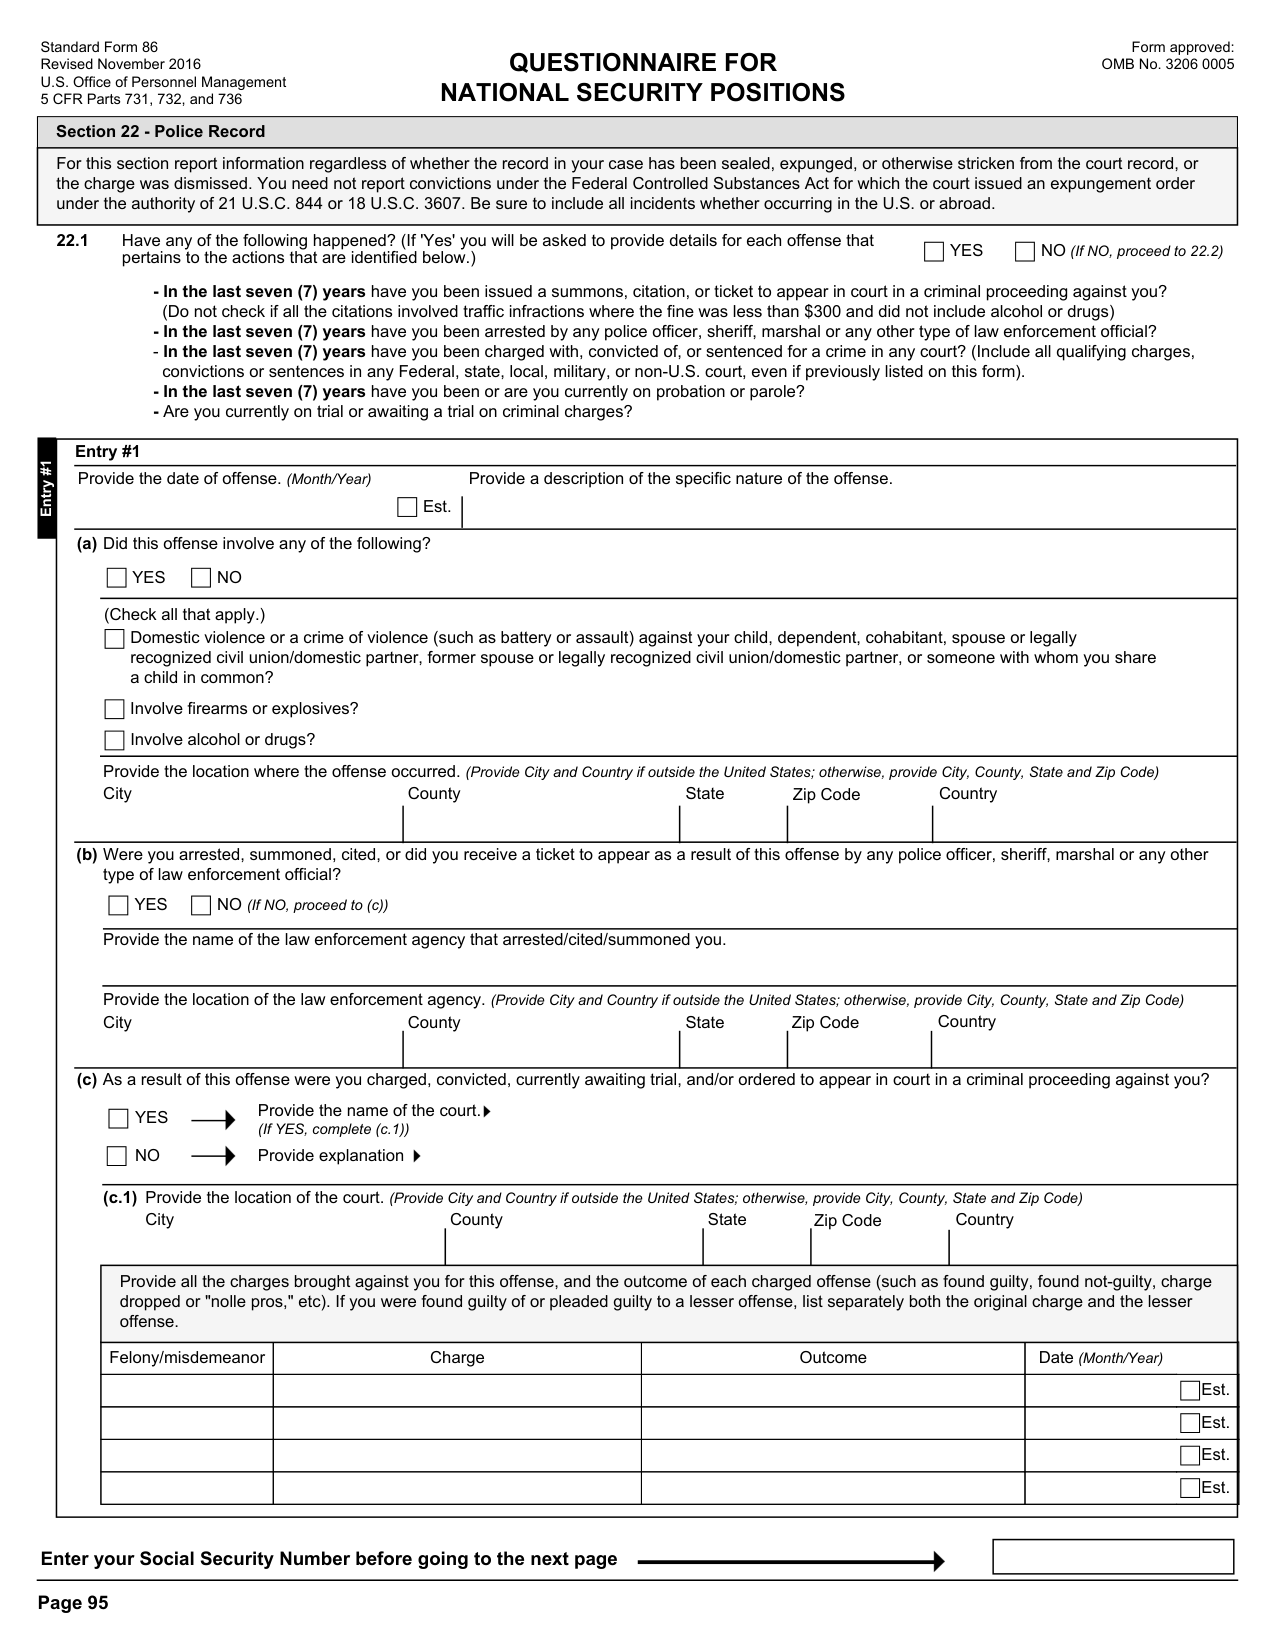 Standard Form 86
Revised November 2016
U.S. Office of Personnel Management
5 CFR Parts 731, 732, and 736
QUESTIONNAIRE FOR
NATIONAL SECURITY POSITIONS
Form approved:
OMB No. 3206 0005
Section 22 - Police Record
For this section report information regardless of whether the record in your case has been sealed, expunged, or otherwise stricken from the court record, or
the charge was dismissed. You need not report convictions under the Federal Controlled Substances Act for which the court issued an expungement order
under the authority of 21 U.S.C. 844 or 18 U.S.C. 3607. Be sure to include all incidents whether occurring in the U.S. or abroad.
22.1 Have any of the following happened? (If 'Yes' you will be asked to provide details for each offense that
pertains to the actions that are identified below.)
YES NO (If NO, proceed to 22.2)
- In the last seven (7) years have you been issued a summons, citation, or ticket to appear in court in a criminal proceeding against you?
(Do not check if all the citations involved traffic infractions where the fine was less than $300 and did not include alcohol or drugs)
- In the last seven (7) years have you been arrested by any police officer, sheriff, marshal or any other type of law enforcement official?
- In the last seven (7) years have you been charged with, convicted of, or sentenced for a crime in any court? (Include all qualifying charges,
convictions or sentences in any Federal, state, local, military, or non-U.S. court, even if previously listed on this form).
- In the last seven (7) years have you been or are you currently on probation or parole?
- Are you currently on trial or awaiting a trial on criminal charges?
Entry #1
Entry #1
Provide the date of offense. (Month/Year)
Est.
Provide a description of the specific nature of the offense.
(a) Did this offense involve any of the following?
YES NO
(Check all that apply.)
Domestic violence or a crime of violence (such as battery or assault) against your child, dependent, cohabitant, spouse or legally
recognized civil union/domestic partner, former spouse or legally recognized civil union/domestic partner, or someone with whom you share
a child in common?
Involve firearms or explosives?
Involve alcohol or drugs?
Provide the location where the offense occurred. (Provide City and Country if outside the United States; otherwise, provide City, County, State and Zip Code)
City County State Zip Code Country
(b) Were you arrested, summoned, cited, or did you receive a ticket to appear as a result of this offense by any police officer, sheriff, marshal or any other
type of law enforcement official?
YES NO (If NO, proceed to (c))
Provide the name of the law enforcement agency that arrested/cited/summoned you.
Provide the location of the law enforcement agency. (Provide City and Country if outside the United States; otherwise, provide City, County, State and Zip Code)
City County State Zip Code Country
(c) As a result of this offense were you charged, convicted, currently awaiting trial, and/or ordered to appear in court in a criminal proceeding against you?
YES Provide the name of the court.
(If YES, complete (c.1))
NO Provide explanation
(c.1) Provide the location of the court. (Provide City and Country if outside the United States; otherwise, provide City, County, State and Zip Code)
City County State Zip Code Country
Provide all the charges brought against you for this offense, and the outcome of each charged offense (such as found guilty, found not-guilty, charge
dropped or "nolle pros," etc). If you were found guilty of or pleaded guilty to a lesser offense, list separately both the original charge and the lesser
offense.
Felony/misdemeanor Charge Outcome Date (Month/Year)
Est.
Est.
Est.
Est.
Enter your Social Security Number before going to the next page
Page 95